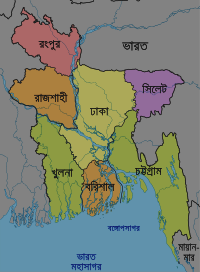 রংপুর
ভারত
রাজশাহী
ঢাকা
সিলেট
খুলনা
বরিশাল
চট্টগ্রাম
বঙ্গোপসাগর
মায়ান-
মার
ভারত
মহাসাগর